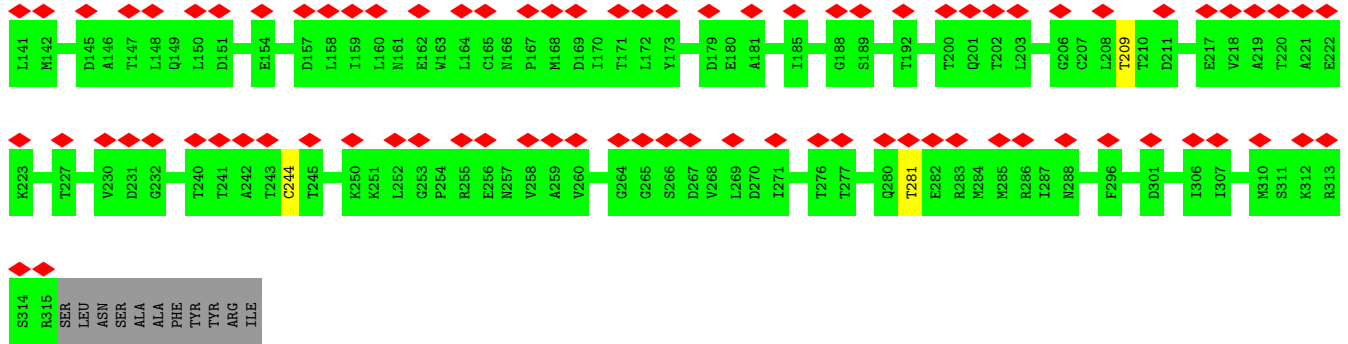 L141 M142 D145 A146 T147 L148 Q149 L150 D151 E154 D157 L158 I159 L160 N161 E162 W163 L164 C165 N166 P167 M168 D169 I170 T171 L172 Y173 D179 E180 A181 I185 G188 S189 T192 T200 Q201 T202 L203 G206 C207 L208 T209 T210 D211 E217 V218 A219 T220 A221 E222
K223 T227 V230 D231 G232 T240 T241 A242 T243 C244 T245 K250 K251 L252 G253 P254 R255 E256 N257 V258 A259 V260 G264 G265 S266 D267 V268 L269 D270 I271 T276 T277 Q280 T281 E282 R283 M284 M285 R286 I287 N288 F296 D301 I306 I307 M310 S311 K312 R313
S314 R315 SER LEU ASN SER ALA ALA PHE TYR TYR ARG ILE